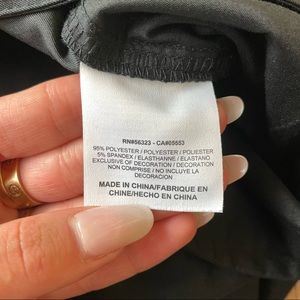 RN#56323 - CA#05553
95% POLYESTER / POLYESTER / POLIESTER
5% SPANDEX / ELASTHANNE / ELASTANO
EXCLUSIVE OF DECORATION / DECORATION
NON COMPRISE / NO INCLUYE LA
DECORACION
MADE IN CHINA/FABRIQUE EN
CHINE/HECHO EN CHINA